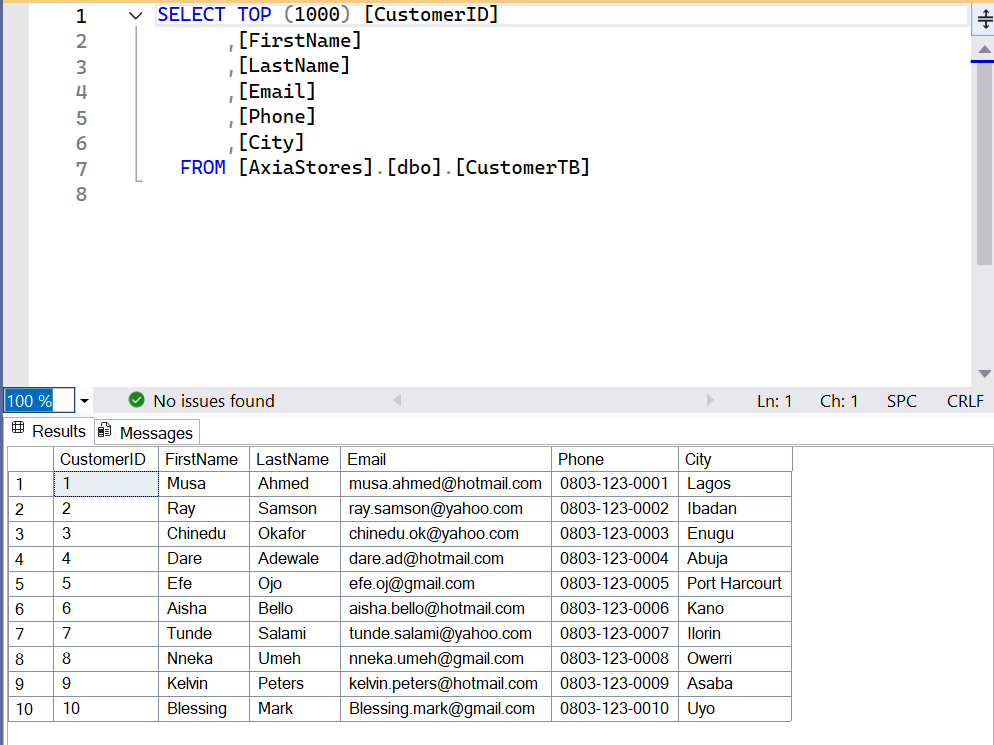 1 SELECT TOP (1000) [CustomerID]
2 ,[FirstName]
3 ,[LastName]
4 ,[Email]
5 ,[Phone]
6 ,[City]
7 FROM [AxiaStores].[dbo].[CustomerTB]
8
100 % No issues found Ln: 1 Ch: 1 SPC CRLF
Results Messages
CustomerID FirstName LastName Email Phone City
1 1 Musa Ahmed musa.ahmed@hotmail.com 0803-123-0001 Lagos
2 2 Ray Samson ray.samson@yahoo.com 0803-123-0002 Ibadan
3 3 Chinedu Okafor chinedu.ok@yahoo.com 0803-123-0003 Enugu
4 4 Dare Adewale dare.ad@hotmail.com 0803-123-0004 Abuja
5 5 Efe Ojo efe.oj@gmail.com 0803-123-0005 Port Harcourt
6 6 Aisha Bello aisha.bello@hotmail.com 0803-123-0006 Kano
7 7 Tunde Salami tunde.salami@yahoo.com 0803-123-0007 Ilorin
8 8 Nneka Umeh nneka.umeh@gmail.com 0803-123-0008 Owerri
9 9 Kelvin Peters kelvin.peters@hotmail.com 0803-123-0009 Asaba
10 10 Blessing Mark Blessing.mark@gmail.com 0803-123-0010 Uyo